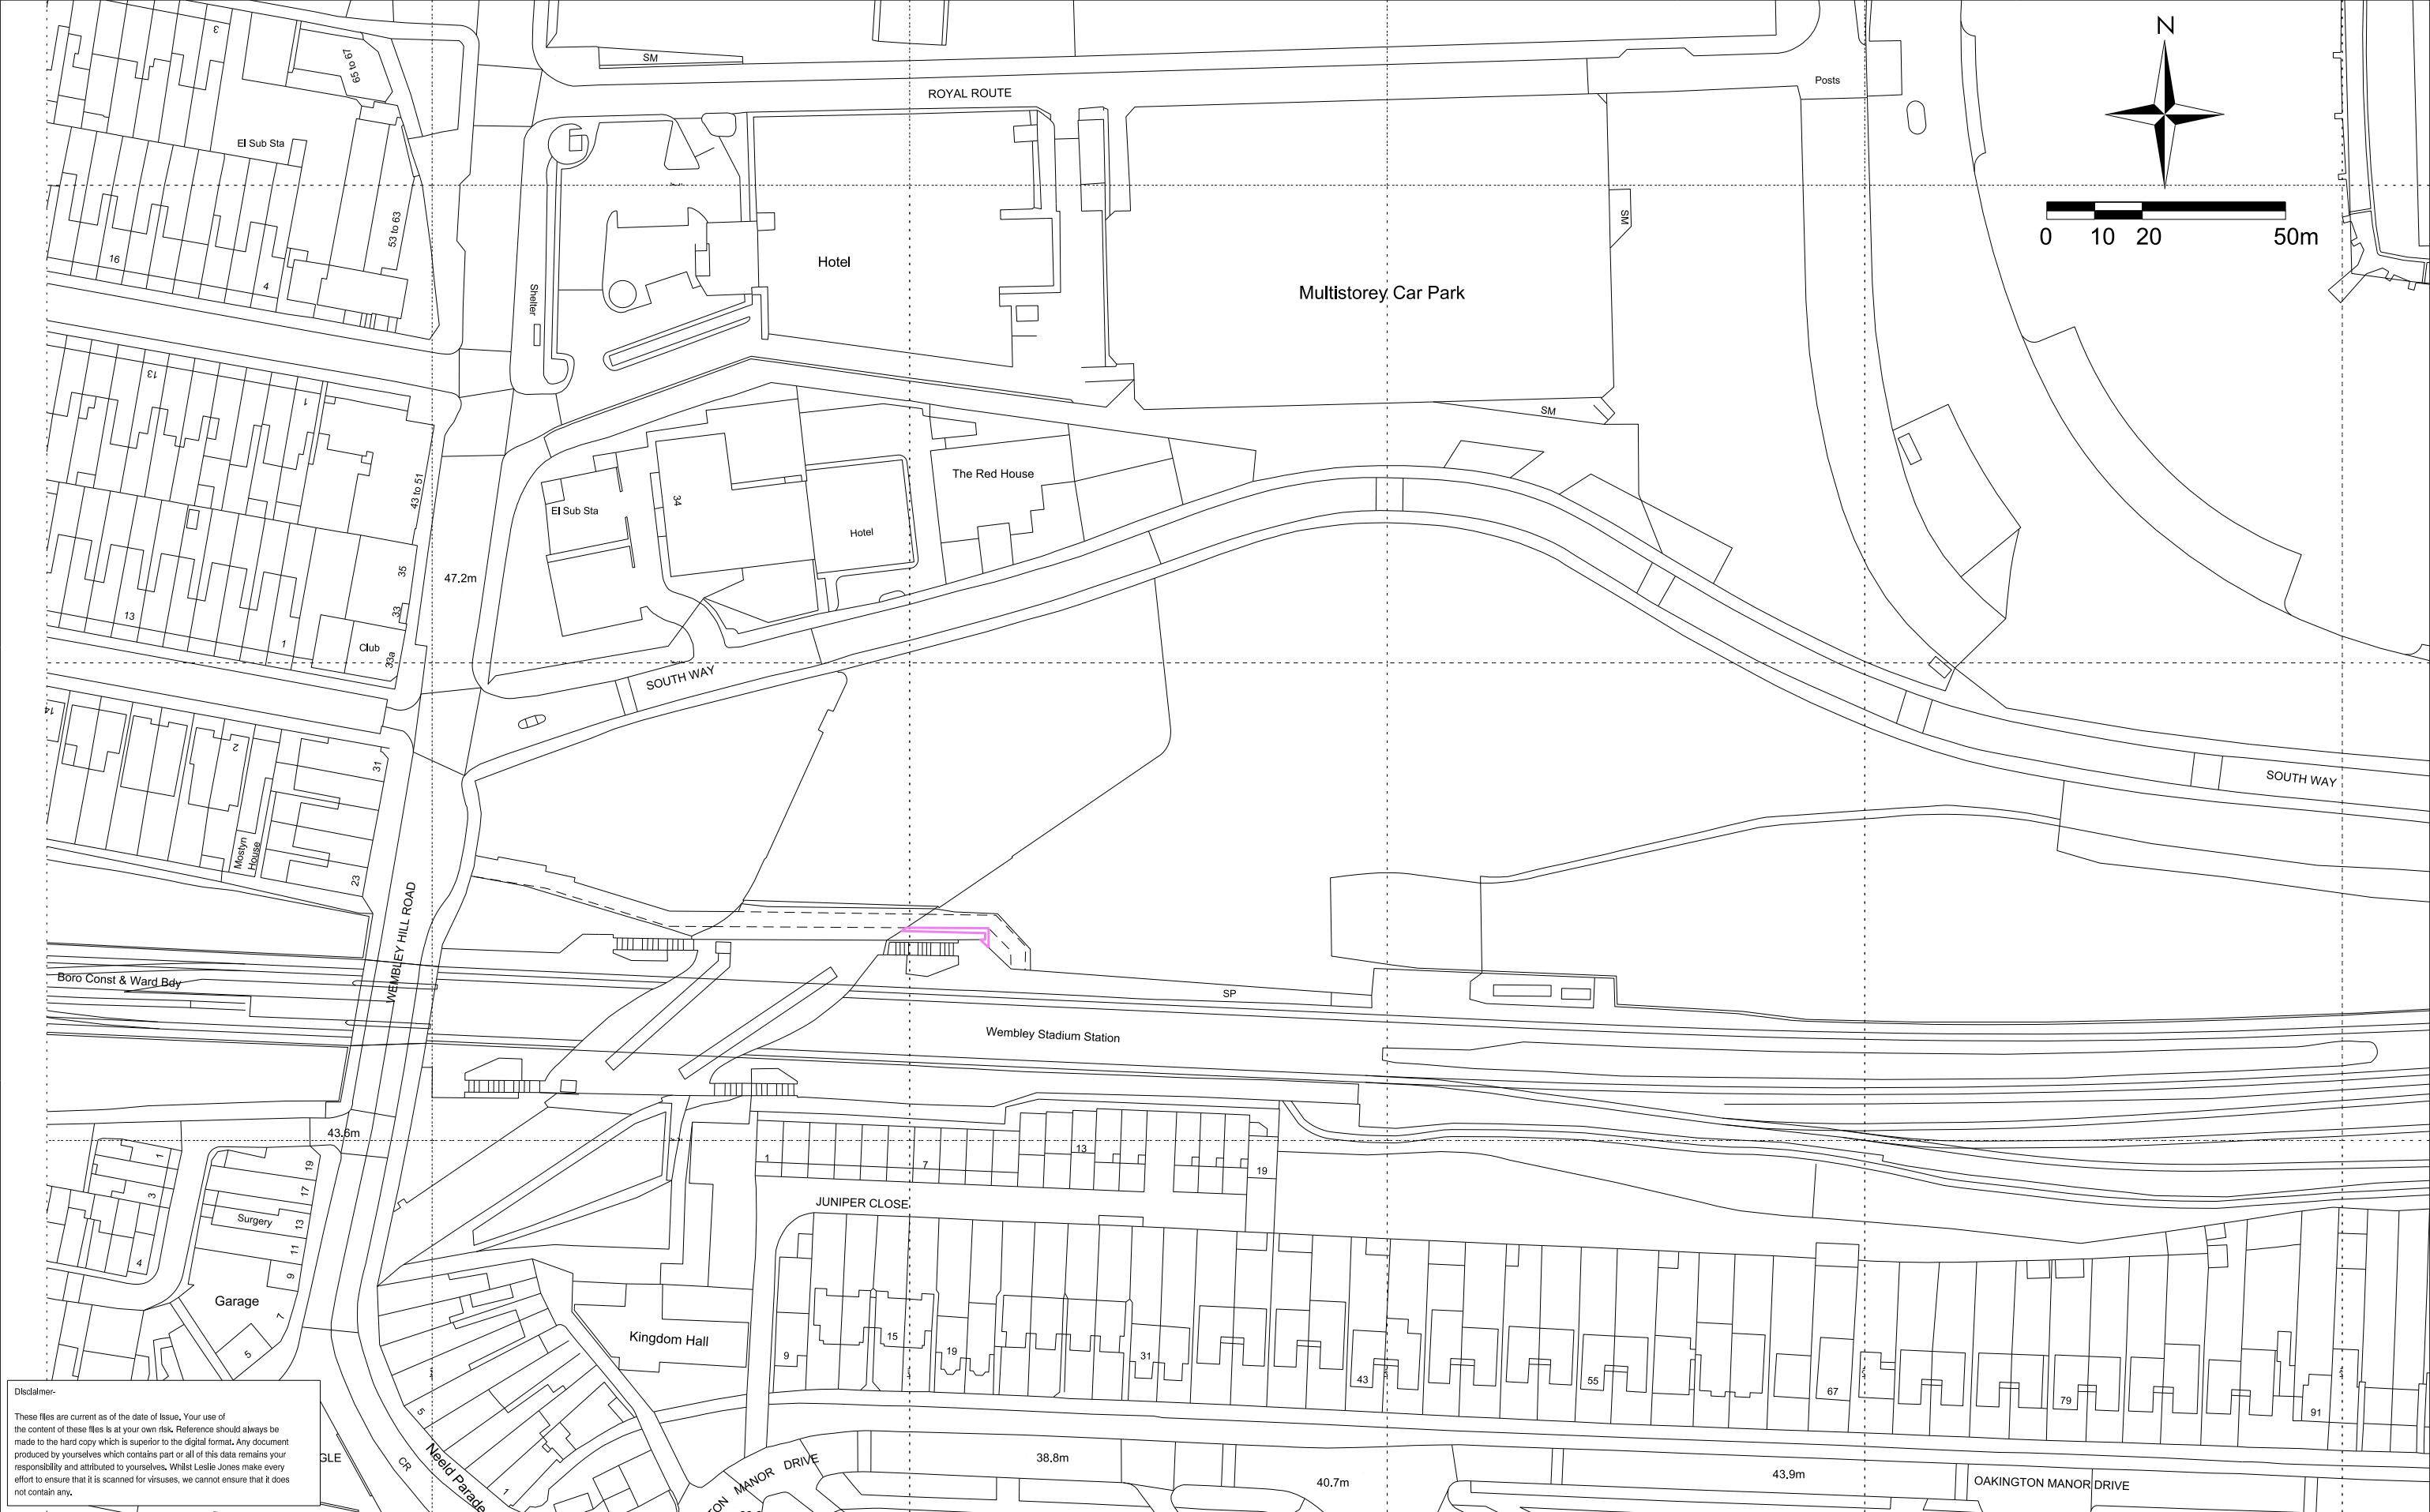 3
65 to 67
SM
ROYAL ROUTE
Posts
N
El Sub Sta
53 to 63
SM
0 10 20 50m
16
4
Shelter
Hotel
Multistorey Car Park
13
1
SM
43 to 51
The Red House
34
El Sub Sta
Hotel
47.2m
35
33
13
1
Club
33a
SOUTH WAY
14
2
31
SOUTH WAY
Mostyn
House
23
WEMBLEY HILL ROAD
Boro Const & Ward Bdy
SP
Wembley Stadium Station
43.6m
1
3
4
19
17
Surgery
13
11
9
7
Garage
5
1
7
13
19
JUNIPER CLOSE
Kingdom Hall
9
15
19
31
43
55
67
79
91
Disclaimer-
These files are current as of the date of Issue. Your use of
the content of these files is at your own risk. Reference should always be
made to the hard copy which is superior to the digital format. Any document
produced by yourselves which contains part or all of this data remains your
responsibility and attributed to yourselves. Whilst Leslie Jones make every
effort to ensure that it is scanned for virsuses, we cannot ensure that it does
not contain any.
GLE
CR
5
Neeld Parade
1
TON MANOR DRIVE
38.8m
40.7m
43.9m
OAKINGTON MANOR DRIVE